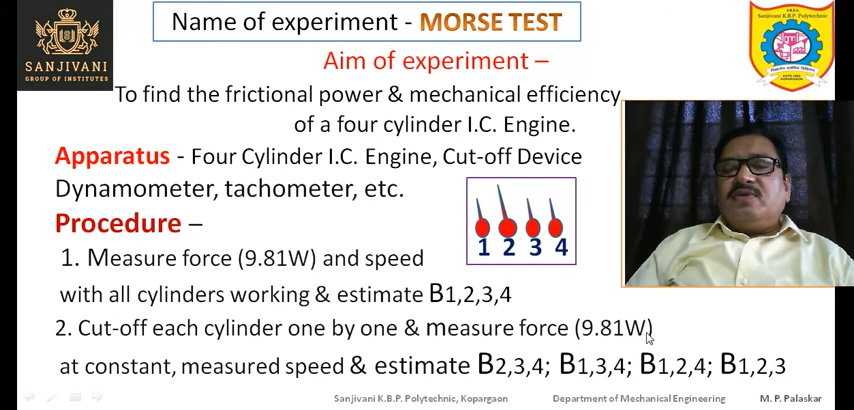 Name of experiment - MORSE TEST
SANJIVANI
GROUP OF INSTITUTES
Sanjivani K.B.P. Polytechnic
Aim of experiment –
To find the frictional power & mechanical efficiency
of a four cylinder I.C. Engine.
Apparatus - Four Cylinder I.C. Engine, Cut-off Device
Dynamometer, tachometer, etc.
Procedure –
1 2 3 4
1. Measure force (9.81W) and speed
with all cylinders working & estimate B1,2,3,4
2. Cut-off each cylinder one by one & measure force (9.81W)
at constant, measured speed & estimate B2,3,4; B1,3,4; B1,2,4; B1,2,3
Sanjivani K.B.P. Polytechnic, Kopargaon Department of Mechanical Engineering M. P. Palaskar